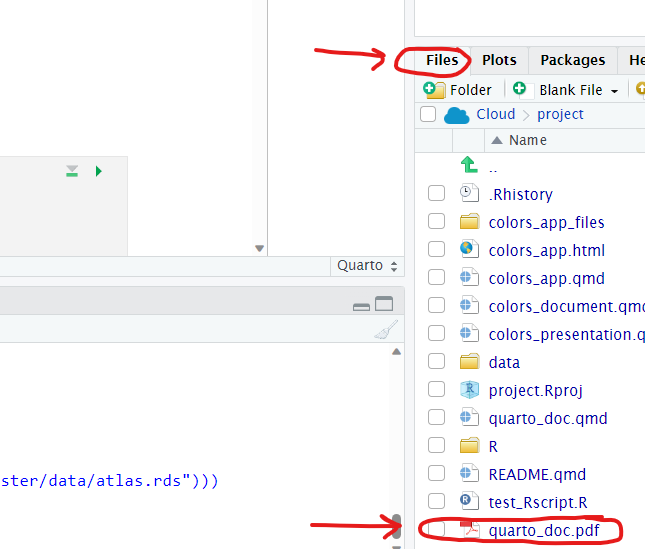 Files Plots Packages He
Folder Blank File
Cloud project
Name
..
.Rhistory
colors_app_files
colors_app.html
colors_app.qmd
colors_document.qmd
colors_presentation.q
data
project.Rproj
quarto_doc.qmd
R
README.qmd
test_Rscript.R
quarto_doc.pdf
Quarto
ster/data/atlas.rds")))